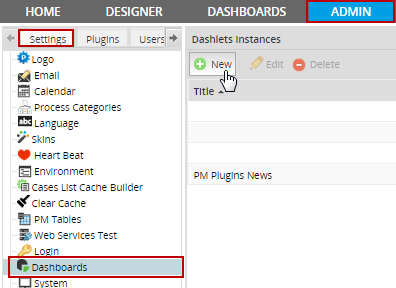 HOME DESIGNER DASHBOARDS ADMIN
Settings Plugins Users
Logo
Email
Calendar
Process Categories
Language
Skins
Heart Beat
Environment
Cases List Cache Builder
Clear Cache
PM Tables
Web Services Test
Login
Dashboards
System
Dashlets Instances
New Edit Delete
Title
PM Plugins News